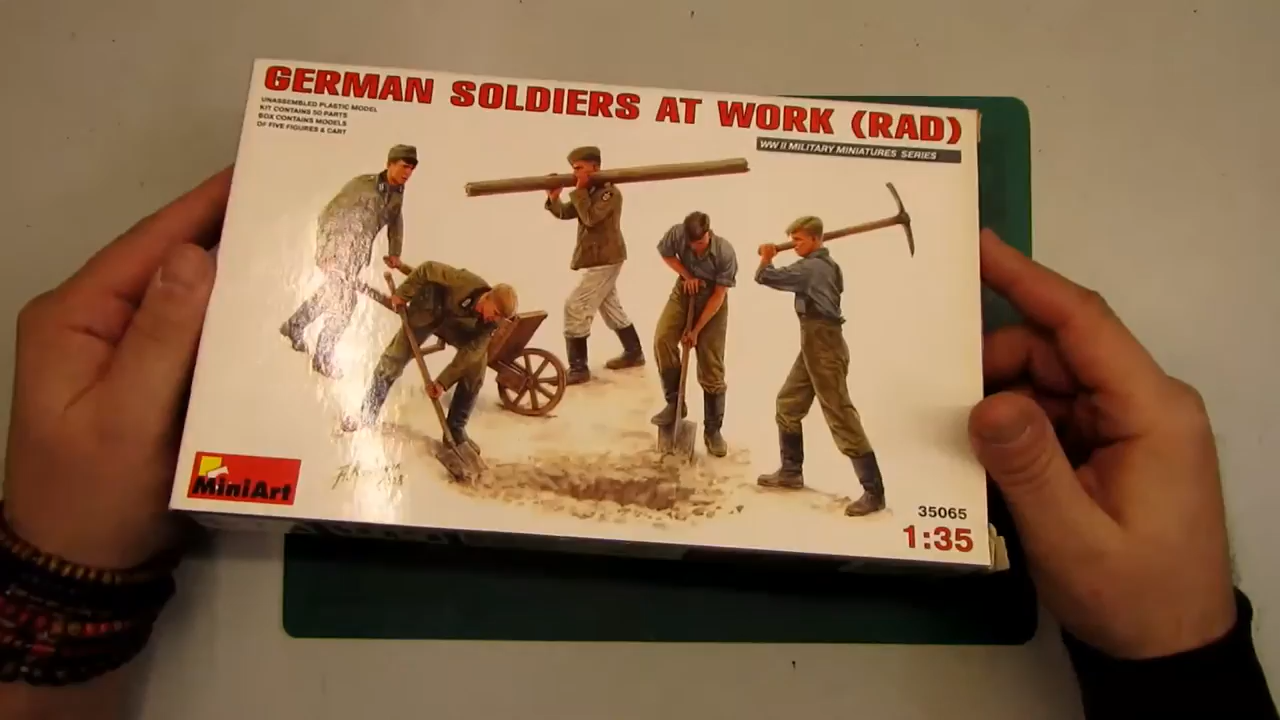 GERMAN SOLDIERS AT WORK (RAD)
UNASSEMBLED PLASTIC MODEL
KIT CONTAINS 50 PARTS
BOX CONTAINS MODELS
OF FIVE FIGURES & CART
WW II MILITARY MINIATURES SERIES
MiniArt
35065
1:35